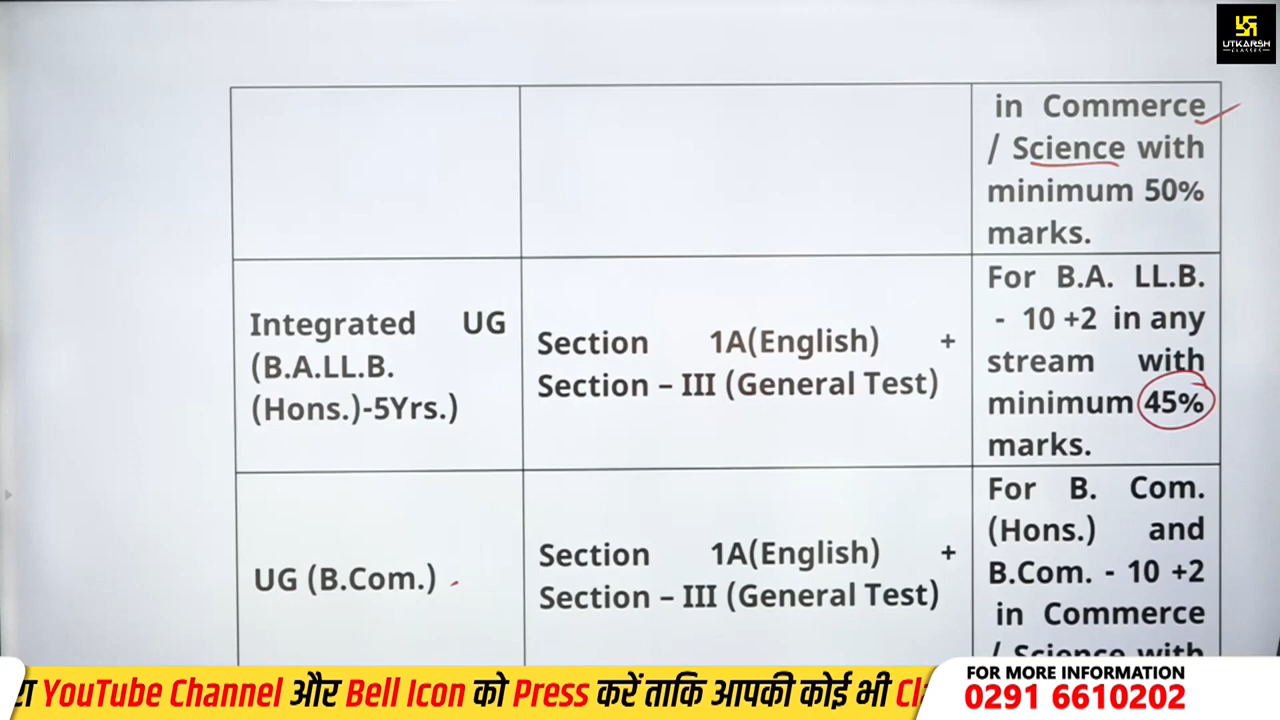 UTKARSH
CLASSES
in Commerce
/ Science with
minimum 50%
marks.
Integrated UG
(B.A.LL.B.
(Hons.)-5Yrs.)
Section 1A(English) +
Section – III (General Test)
For B.A. LL.B.
- 10 +2 in any
stream with
minimum 45%
marks.
UG (B.Com.)
Section 1A(English) +
Section – III (General Test)
For B. Com.
(Hons.) and
B.Com. - 10 +2
in Commerce
/ Science with
YouTube Channel और Bell Icon को Press करें ताकि आपकी कोई भी
FOR MORE INFORMATION
0291 6610202